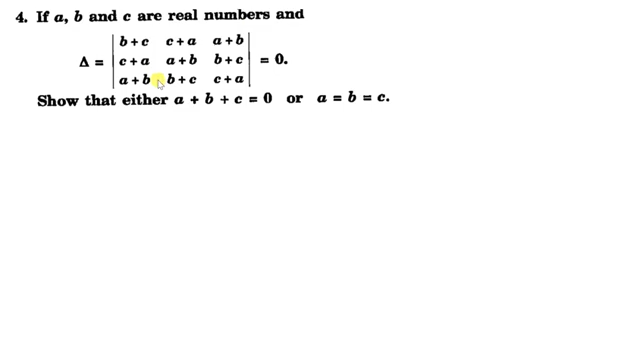 4. If a, b and c are real numbers and
| b + c c + a a + b |
Δ = | c + a a + b b + c | = 0.
| a + b b + c c + a |
Show that either a + b + c = 0 or a = b = c.